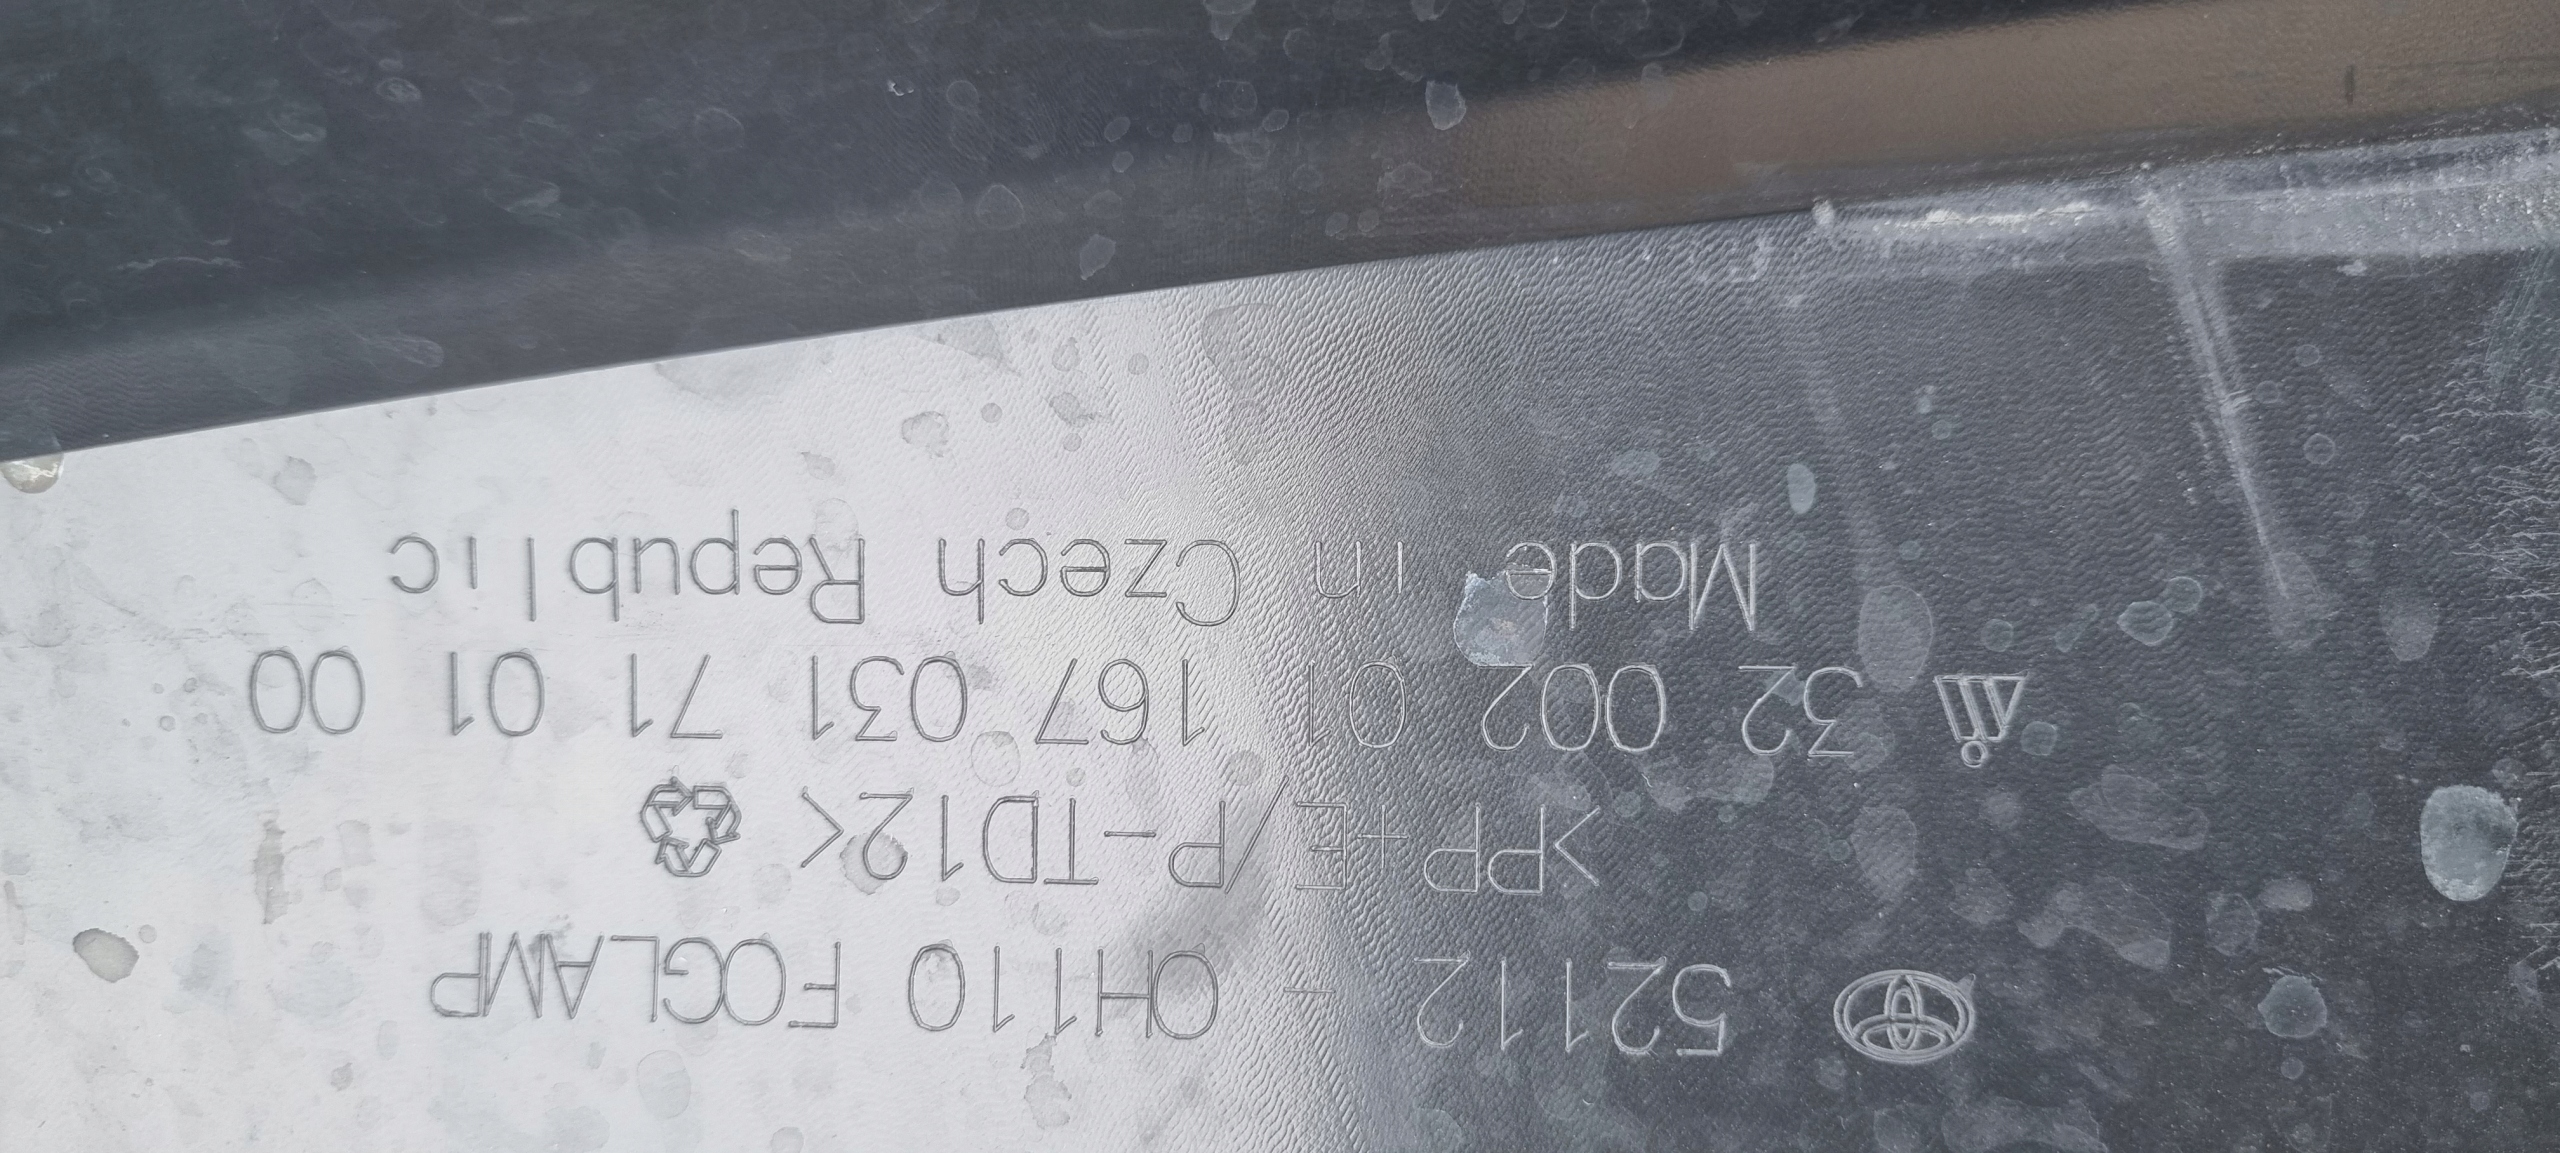 52112 - 0H110 FOGLAMP
>PP+E/P-TD12<
32 002 01 167 031 71 01 00
Made in Czech Republic